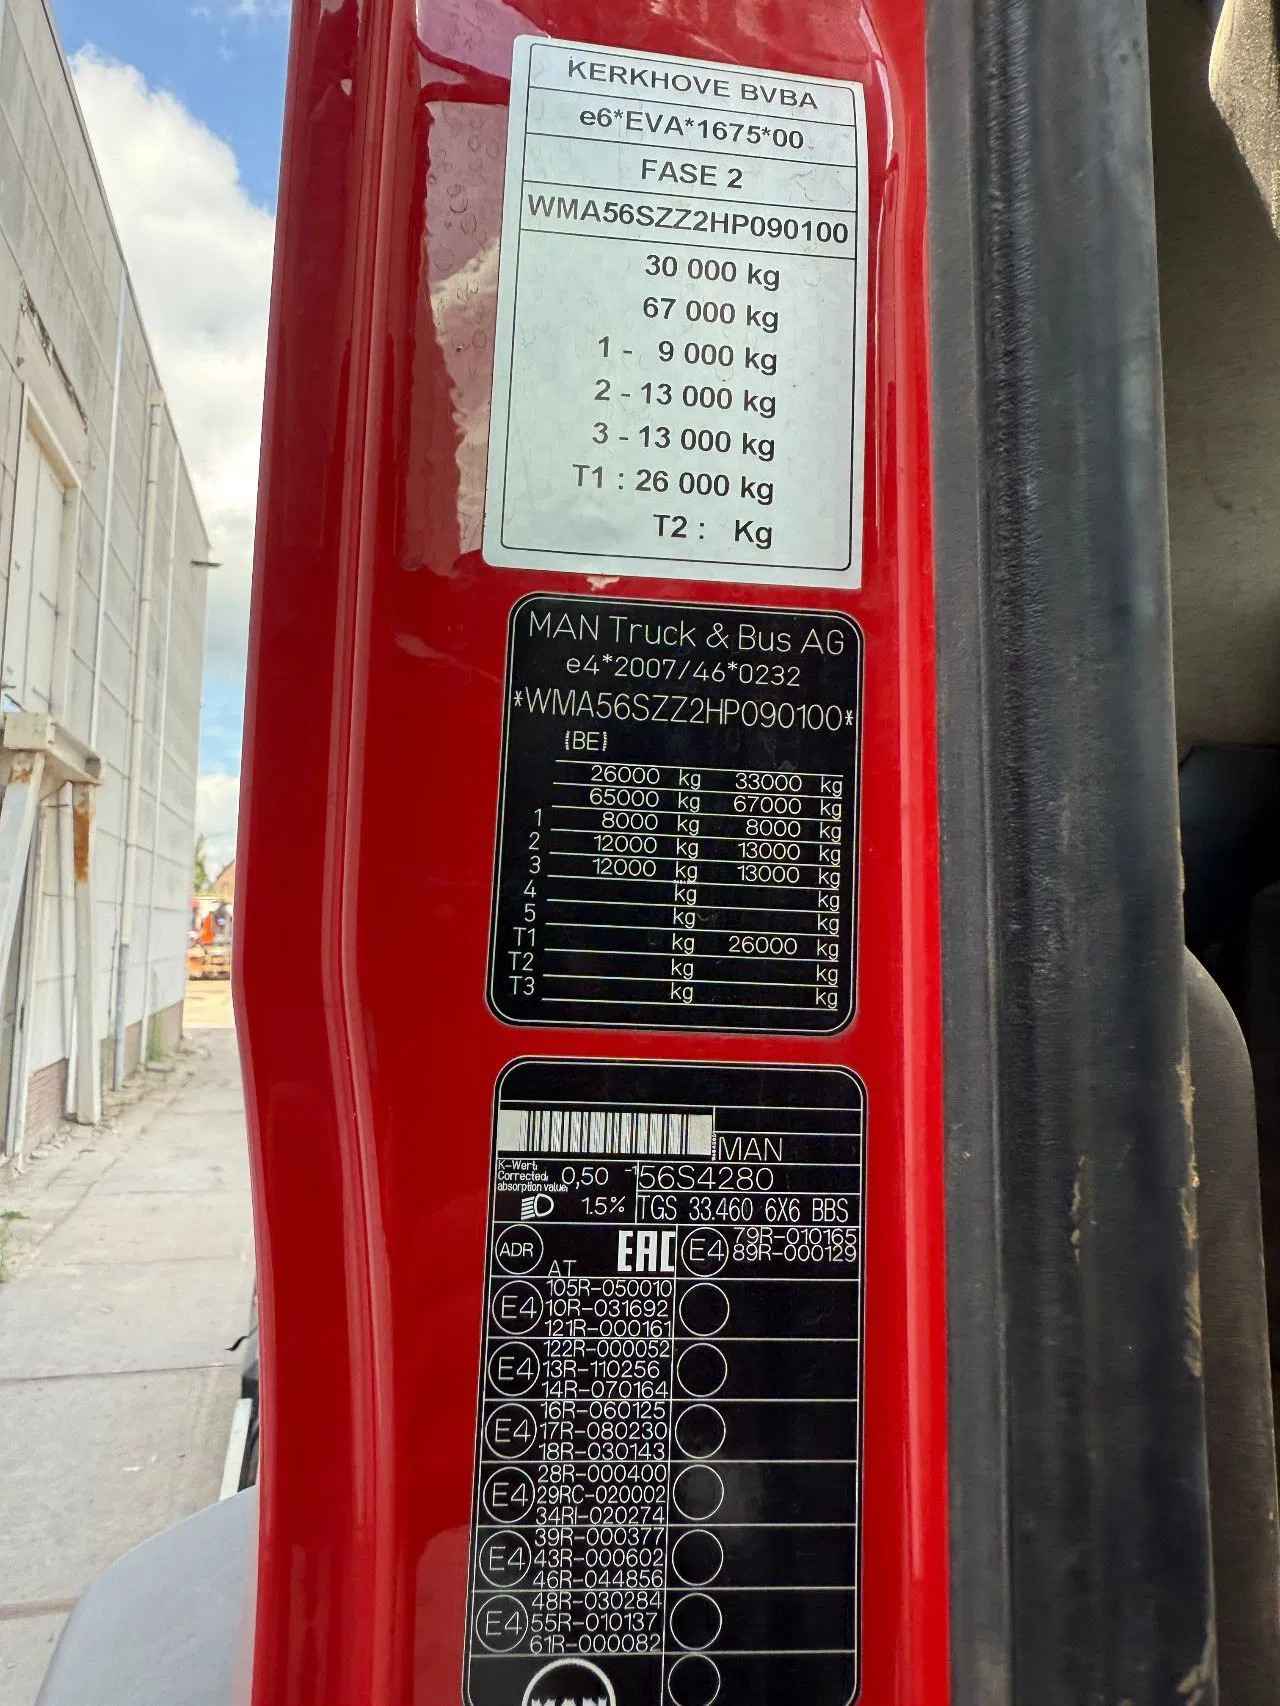 KERKHOVE BVBA
e6*EVA*1675*00
FASE 2
WMA56SZZ2HP090100
30 000 kg
67 000 kg
1 - 9 000 kg
2 - 13 000 kg
3 - 13 000 kg
T1 : 26 000 kg
T2 : Kg
MAN Truck & Bus AG
e4*2007/46*0232
*WMA56SZZ2HP090100*
(BE)
26000 kg 33000 kg
65000 kg 67000 kg
1 8000 kg 8000 kg
2 12000 kg 13000 kg
3 12000 kg 13000 kg
4 kg kg
5 kg kg
T1 kg 26000 kg
T2 kg kg
T3 kg kg
MAN
K-Wert:
Corrected
absorption value:
0,50 -1
56S4280
1.5%
TGS 33.460 6X6 BBS
ADR
AT
EAC
E4
79R-010165
89R-000129
E4
105R-050010
10R-031692
121R-000161
E4
122R-000052
13R-110256
14R-070164
E4
16R-060125
17R-080230
18R-030143
E4
28R-000400
29RC-020002
34RI-020274
E4
39R-000377
43R-000602
46R-044856
E4
48R-030284
55R-010137
61R-000082
MAN